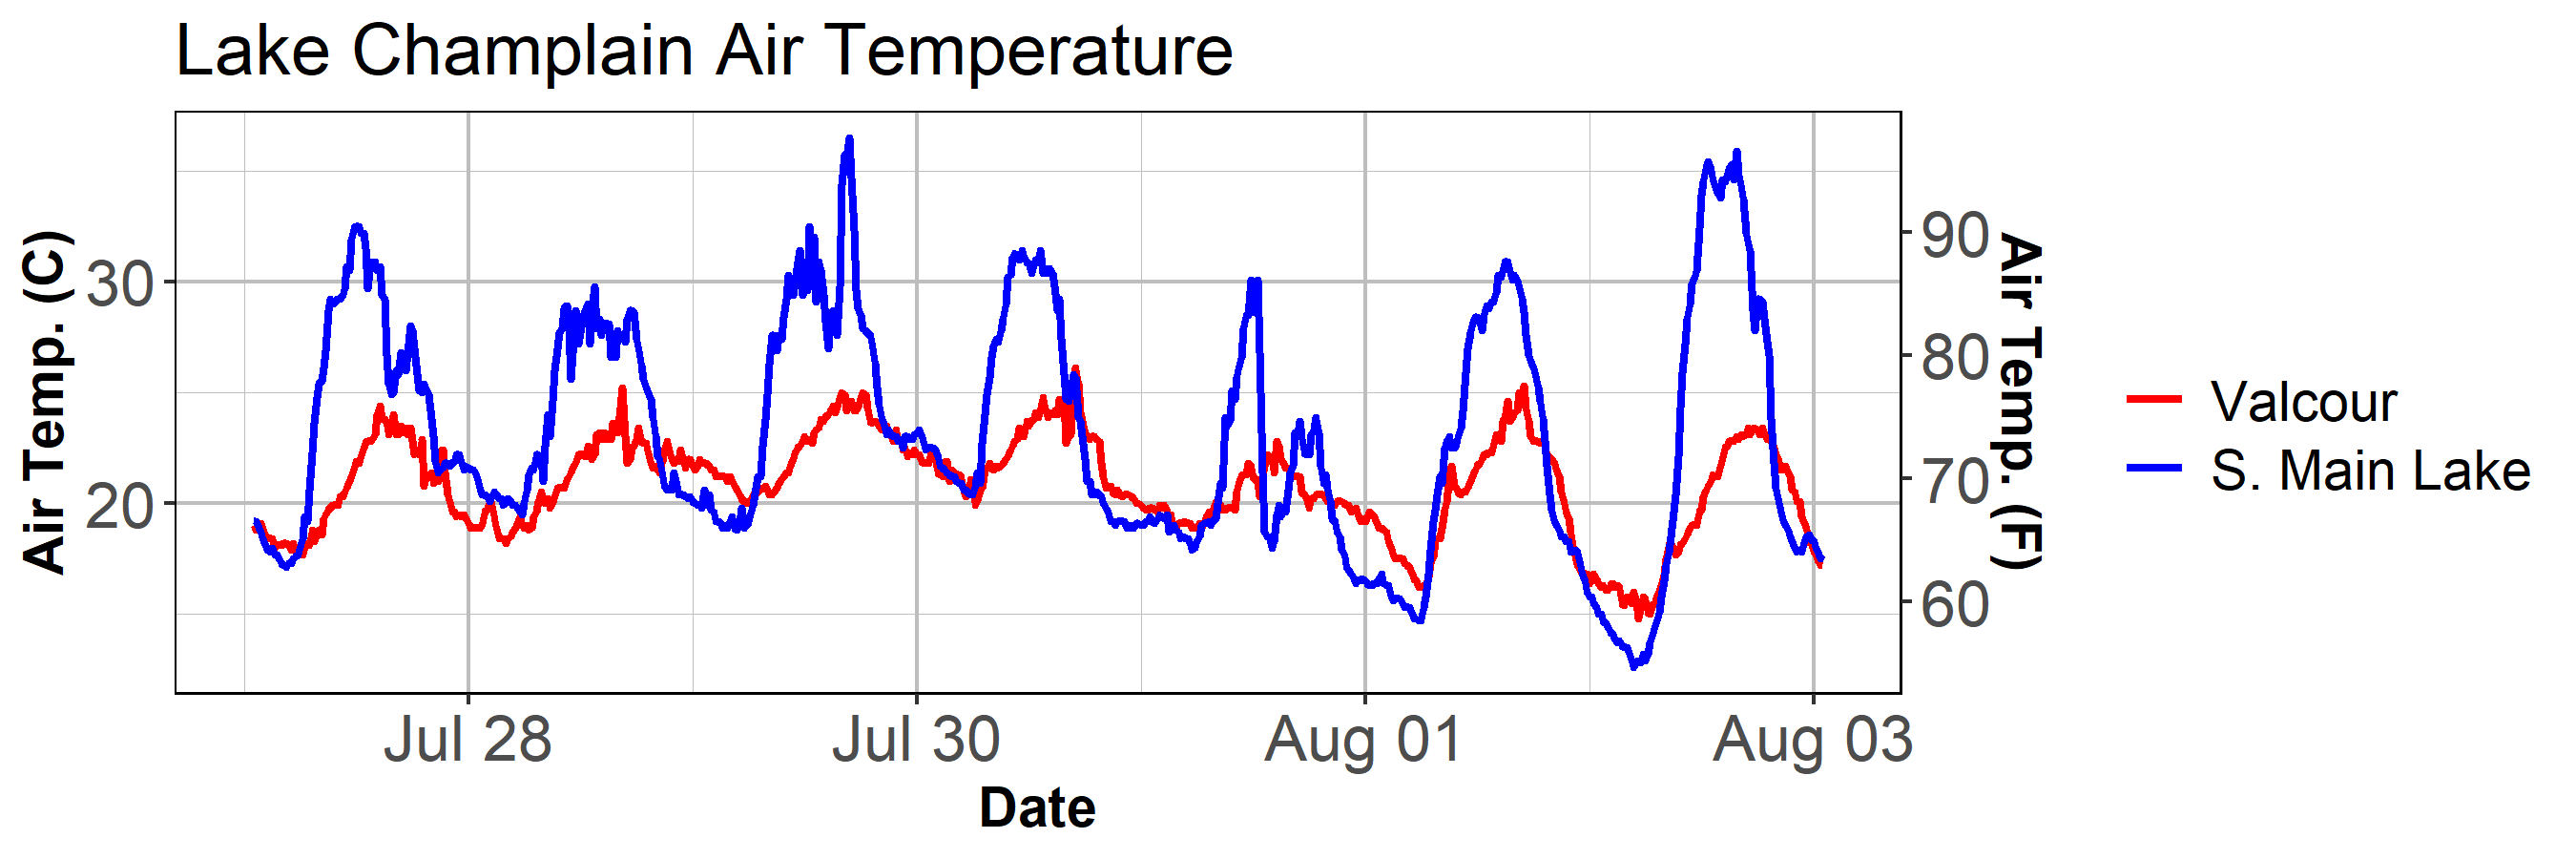 Lake Champlain Air Temperature
Air Temp. (C)
30
20
90
80
70
60
Air Temp. (F)
Jul 28
Jul 30
Aug 01
Aug 03
Date
Valcour
S. Main Lake